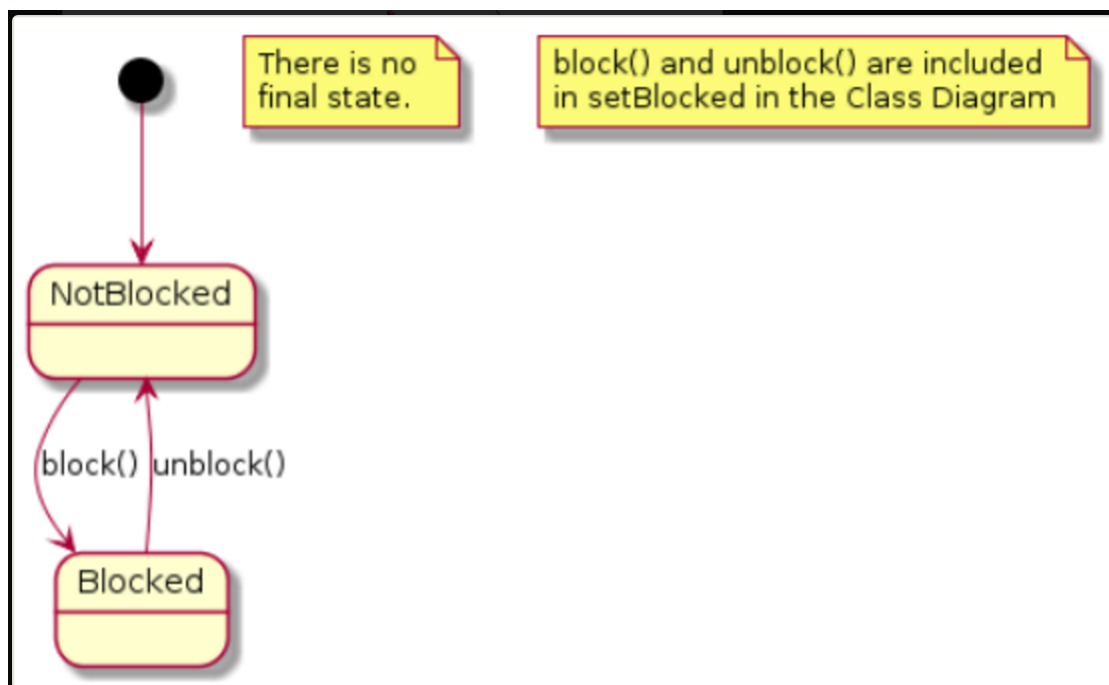 There is no
final state.
block() and unblock() are included
in setBlocked in the Class Diagram
NotBlocked
block()
unblock()
Blocked